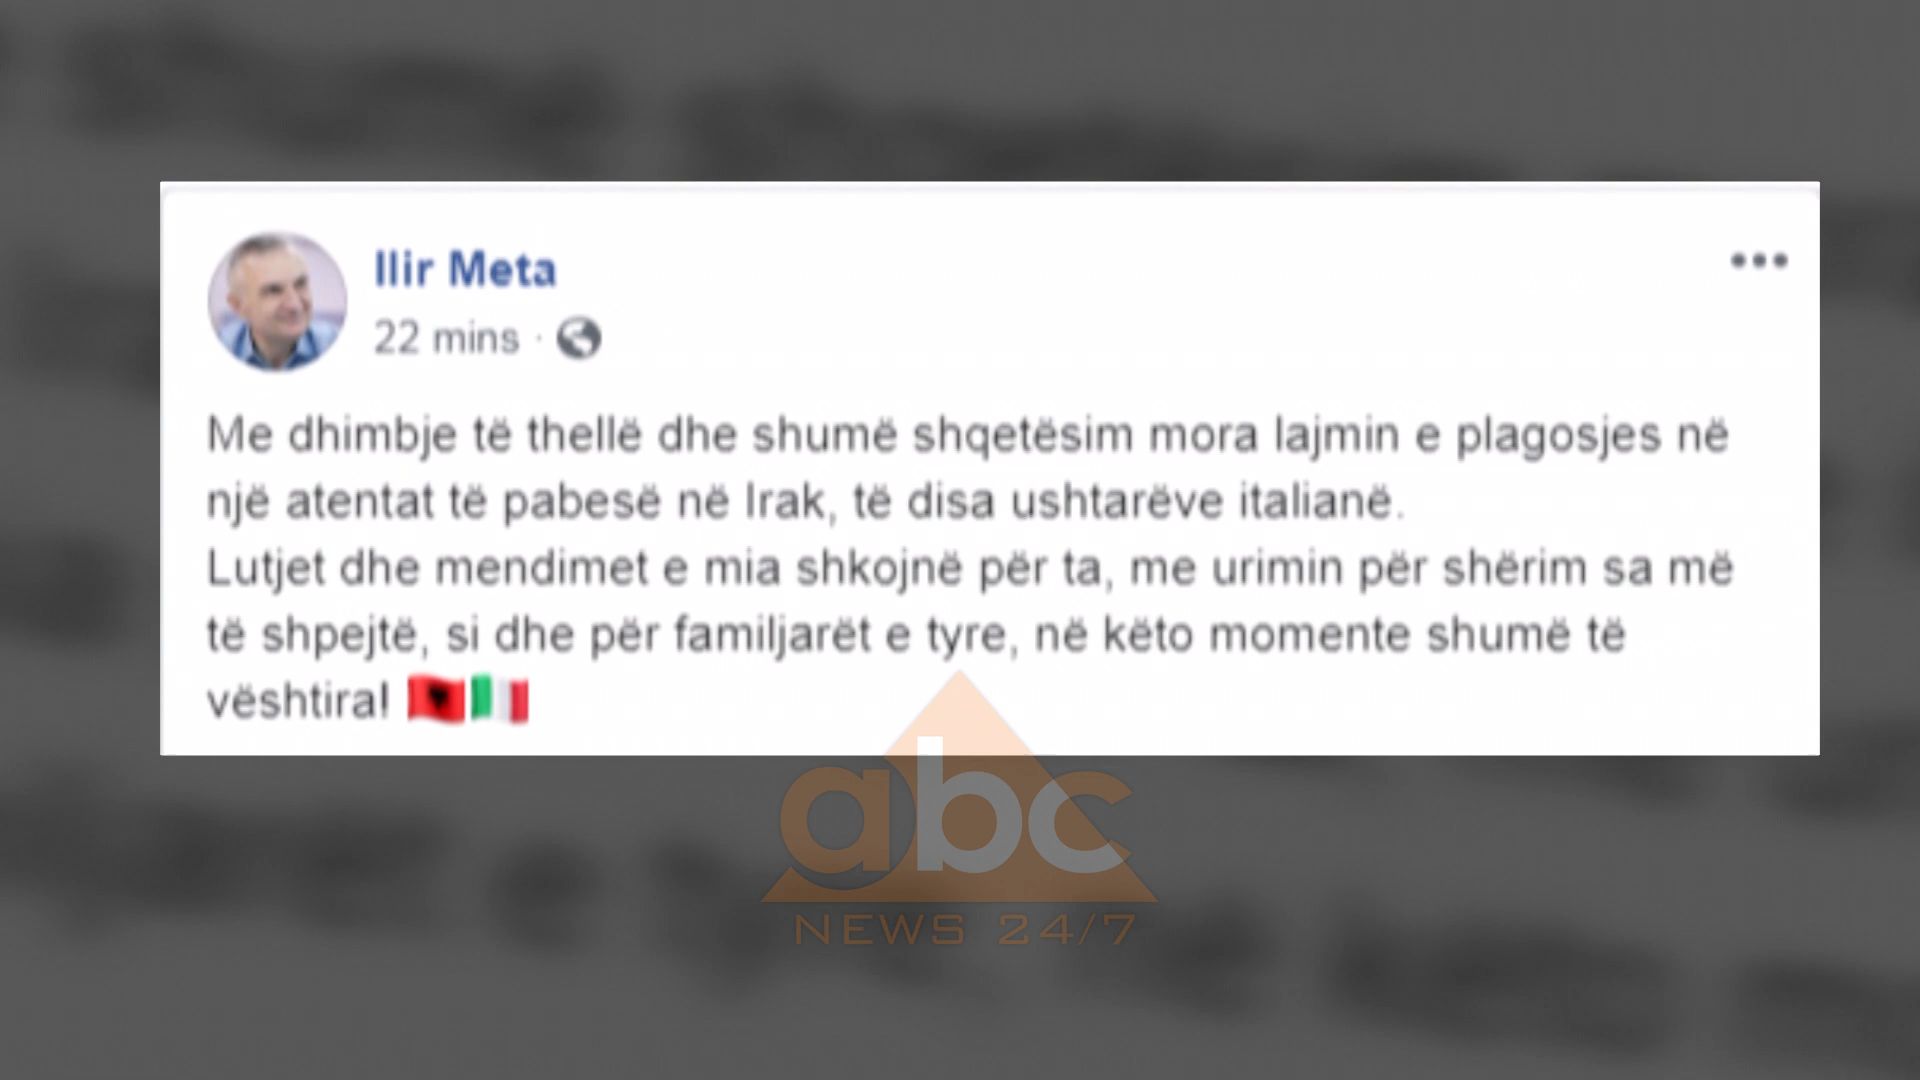 Ilir Meta
22 mins ·
Me dhimbje të thellë dhe shumë shqetësim mora lajmin e plagosjes në
një atentat të pabesë në Irak, të disa ushtarëve italianë.
Lutjet dhe mendimet e mia shkojnë për ta, me urimin për shërim sa më
të shpejtë, si dhe për familjarët e tyre, në këto momente shumë të
vështira! 🇦🇱🇮🇹
abc
NEWS 24/7